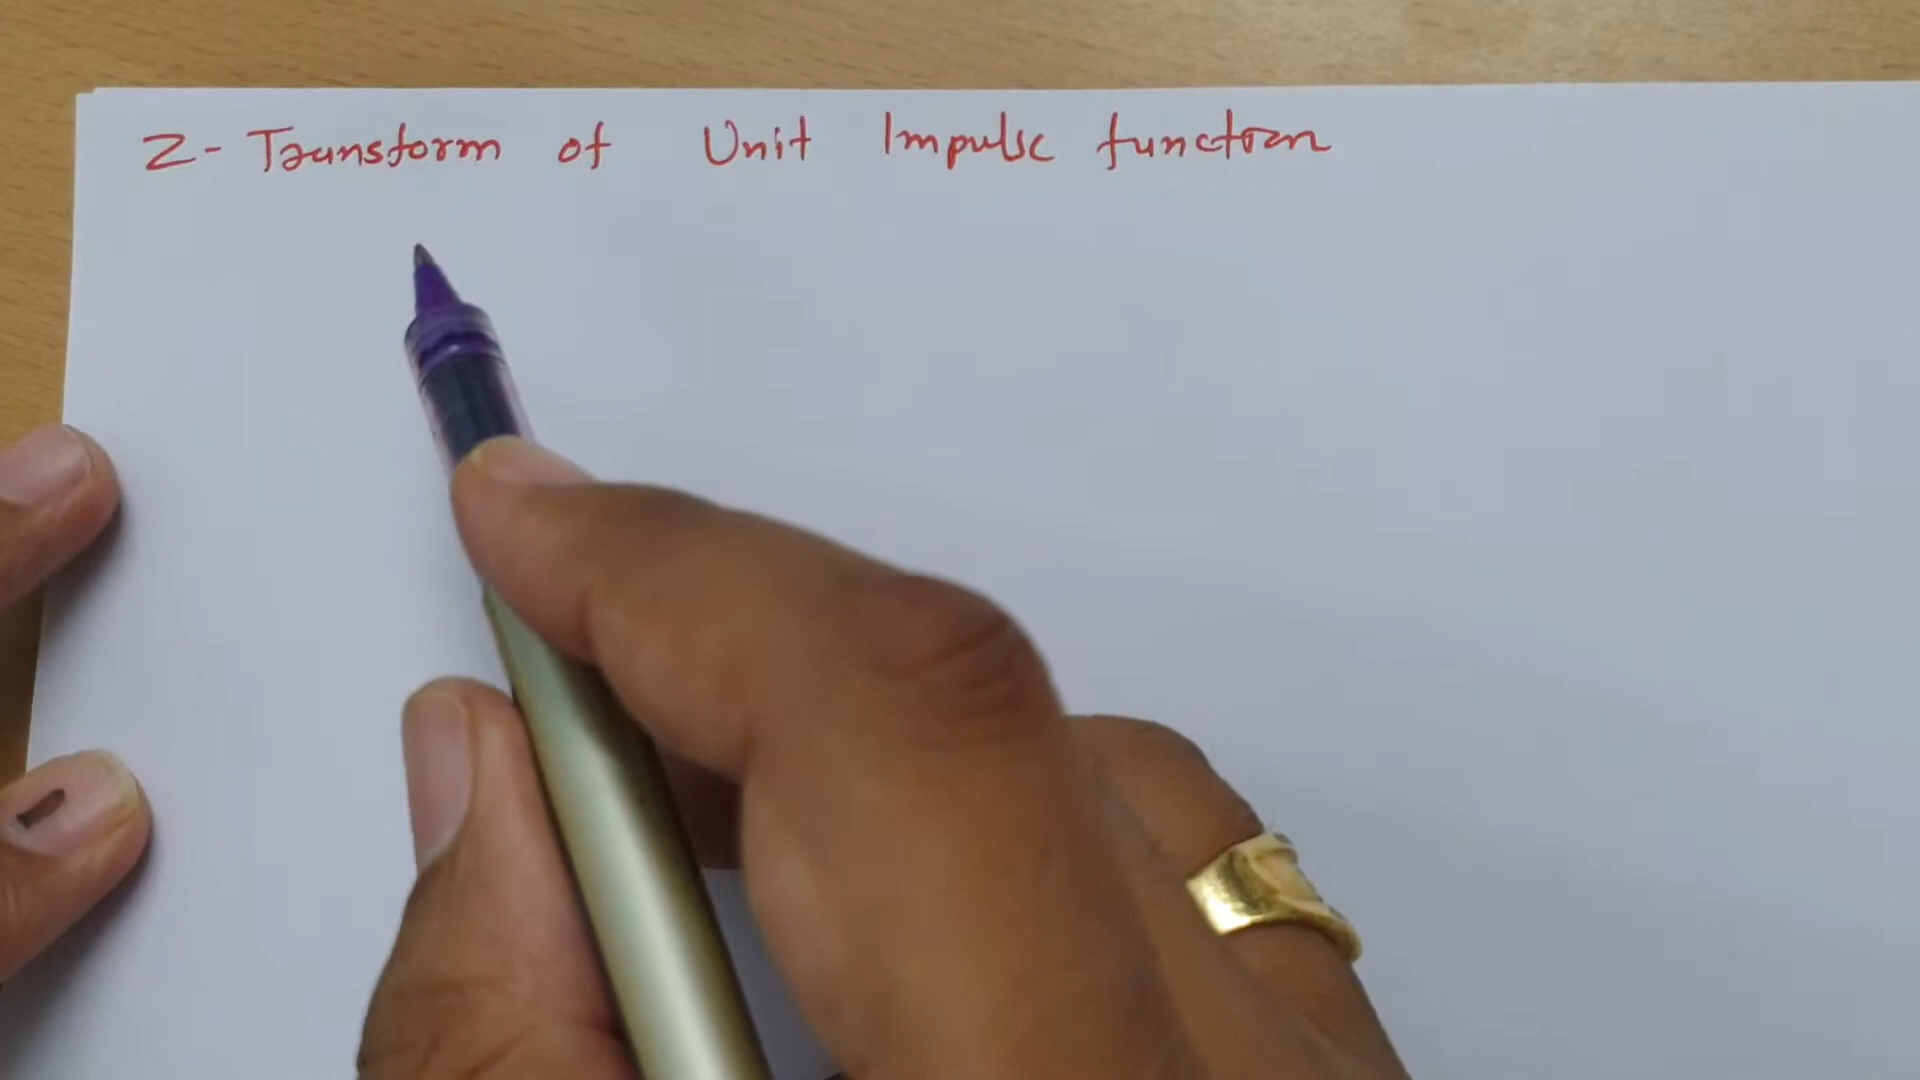 Z- Transform of Unit Impulse function